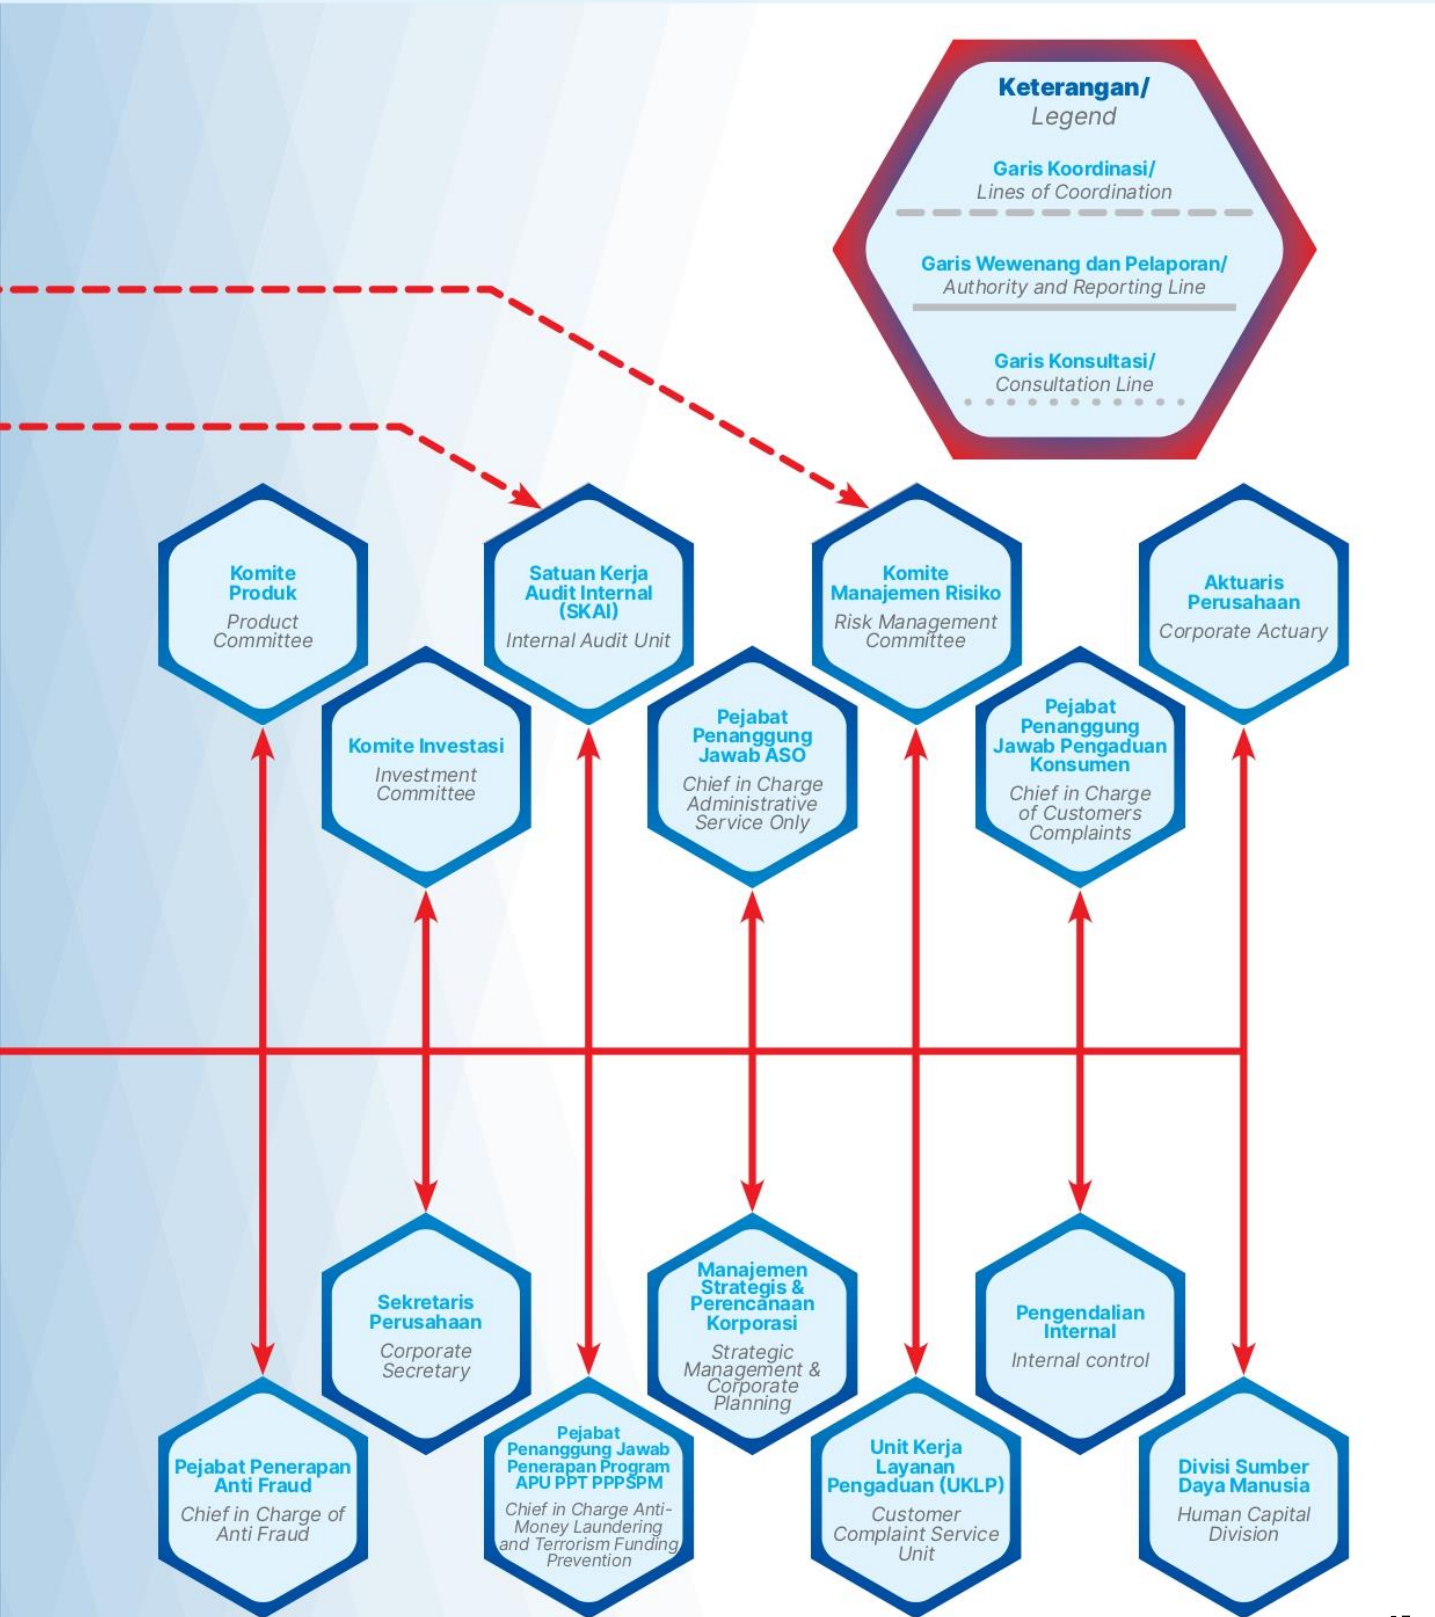 Keterangan/
Legend
Garis Koordinasi/
Lines of Coordination
Garis Wewenang dan Pelaporan/
Authority and Reporting Line
Garis Konsultasi/
Consultation Line
Komite
Produk
Product
Committee
Satuan Kerja
Audit Internal
(SKAI)
Internal Audit Unit
Komite
Manajemen Risiko
Risk Management
Committee
Aktuaris
Perusahaan
Corporate Actuary
Komite Investasi
Investment
Committee
Pejabat
Penanggung
Jawab ASO
Chief in Charge
Administrative
Service Only
Pejabat
Penanggung
Jawab Pengaduan
Konsumen
Chief in Charge
of Customers
Complaints
Sekretaris
Perusahaan
Corporate
Secretary
Manajemen
Strategis &
Perencanaan
Korporasi
Strategic
Management &
Corporate
Planning
Pengendalian
Internal
Internal control
Pejabat Penerapan
Anti Fraud
Chief in Charge of
Anti Fraud
Pejabat
Penanggung Jawab
Penerapan Program
APU PPT PPPSPM
Chief in Charge Anti-
Money Laundering
and Terrorism Funding
Prevention
Unit Kerja
Layanan
Pengaduan (UKLP)
Customer
Complaint Service
Unit
Divisi Sumber
Daya Manusia
Human Capital
Division